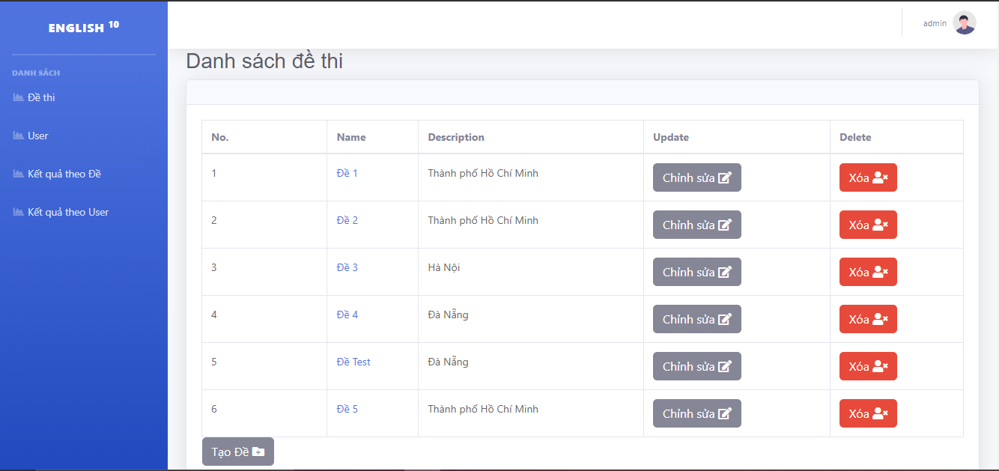 ENGLISH 10
admin
Danh sách đề thi
DANH SÁCH
Đề thi
User
Kết quả theo Đề
Kết quả theo User
No. Name Description Update Delete
1 Đề 1 Thành phố Hồ Chí Minh Chỉnh sửa Xóa
2 Đề 2 Thành phố Hồ Chí Minh Chỉnh sửa Xóa
3 Đề 3 Hà Nội Chỉnh sửa Xóa
4 Đề 4 Đà Nẵng Chỉnh sửa Xóa
5 Đề Test Đà Nẵng Chỉnh sửa Xóa
6 Đề 5 Thành phố Hồ Chí Minh Chỉnh sửa Xóa
Tạo Đề